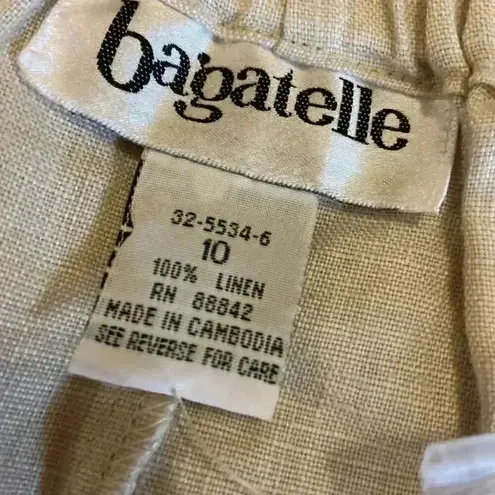 bagatelle
32-5534-6
10
100% LINEN
RN 88842
MADE IN CAMBODIA
SEE REVERSE FOR CARE